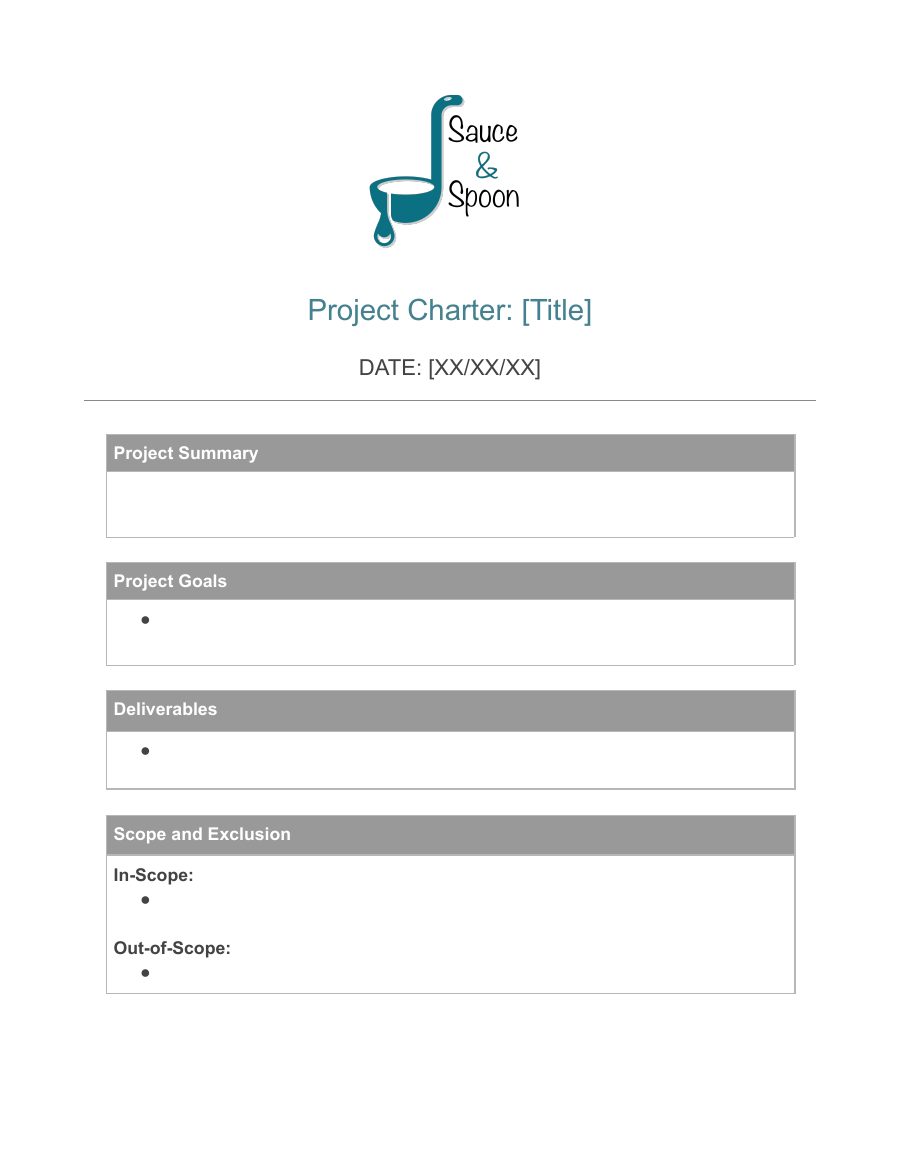 Sauce
&
Spoon
Project Charter: [Title]
DATE: [XX/XX/XX]
Project Summary
Project Goals
●
Deliverables
●
Scope and Exclusion
In-Scope:
●
Out-of-Scope:
●